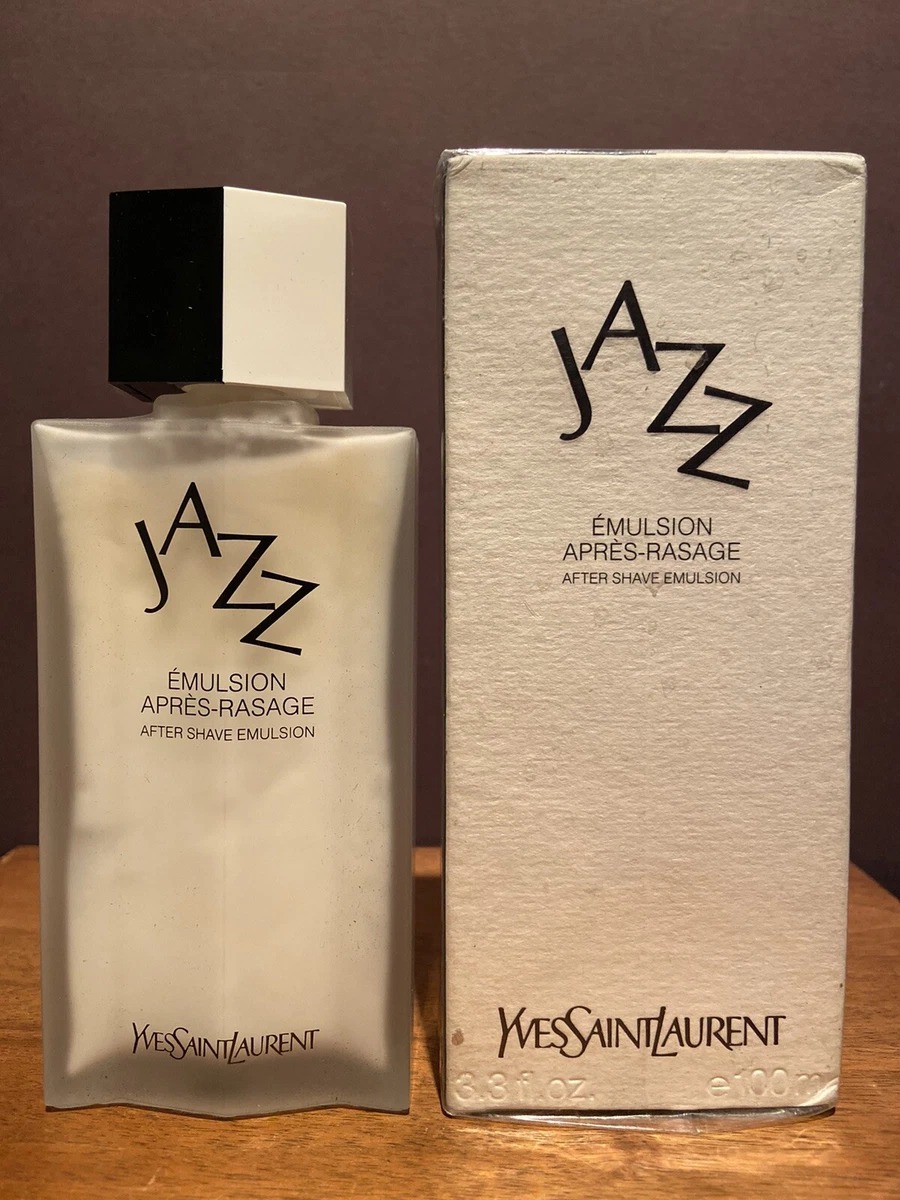 JAZZ
ÉMULSION
APRÈS-RASAGE
AFTER SHAVE EMULSION
YVESSAINTLAURENT
JAZZ
ÉMULSION
APRÈS-RASAGE
AFTER SHAVE EMULSION
YVESSAINTLAURENT
3.3 fl.oz. e100ml